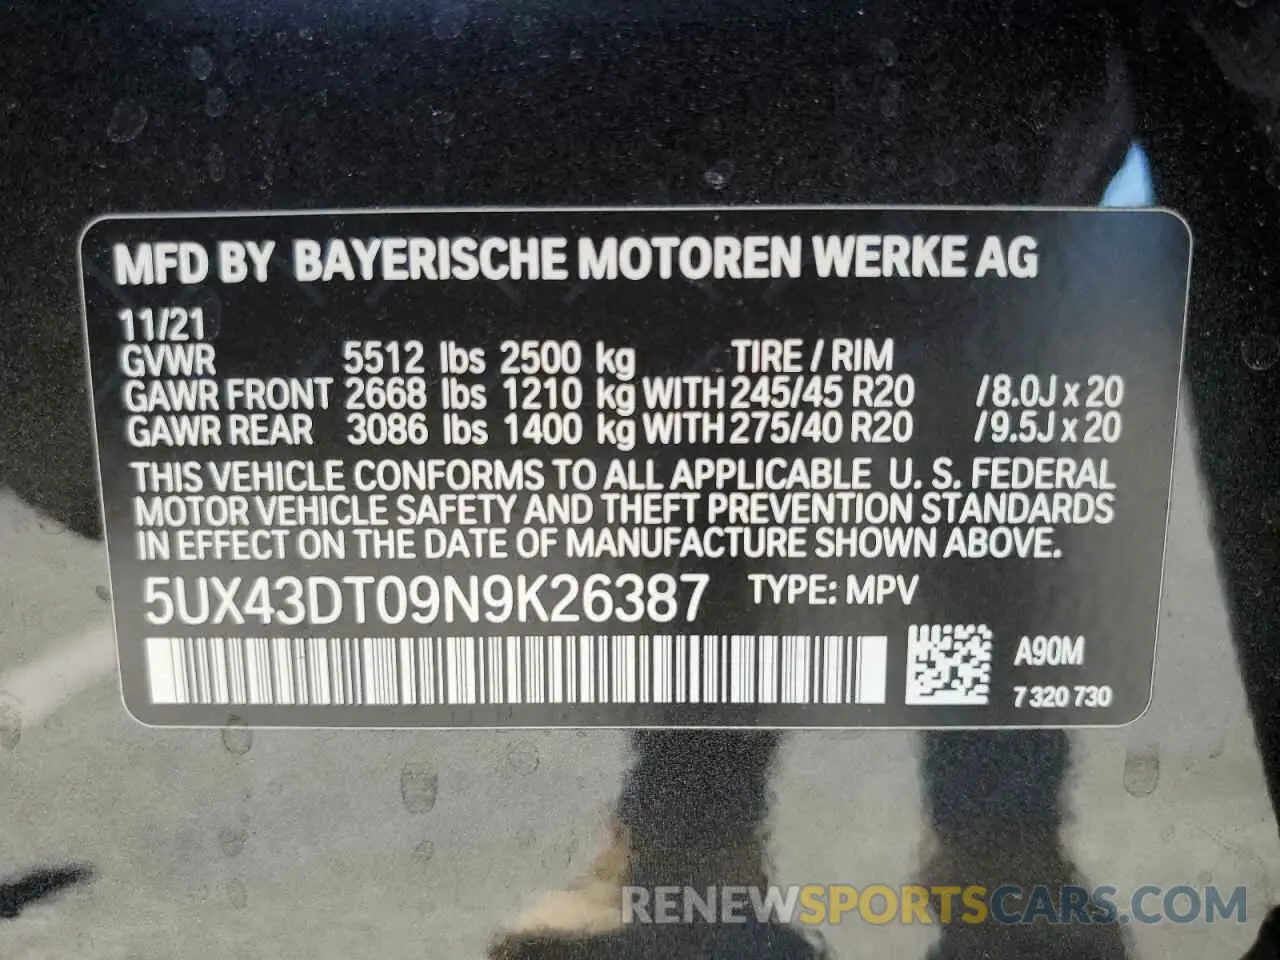 MFD BY BAYERISCHE MOTOREN WERKE AG
11/21
GVWR 5512 lbs 2500 kg TIRE / RIM
GAWR FRONT 2668 lbs 1210 kg WITH 245/45 R20 /8.0J x 20
GAWR REAR 3086 lbs 1400 kg WITH 275/40 R20 /9.5J x 20
THIS VEHICLE CONFORMS TO ALL APPLICABLE U. S. FEDERAL
MOTOR VEHICLE SAFETY AND THEFT PREVENTION STANDARDS
IN EFFECT ON THE DATE OF MANUFACTURE SHOWN ABOVE.
5UX43DT09N9K26387 TYPE: MPV
A90M
7 320 730
RENEWSPORTSCARS.COM